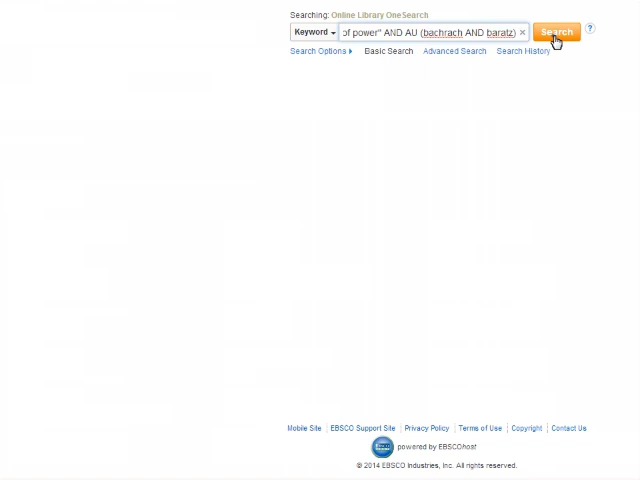 Searching: Online Library OneSearch
Keyword of power" AND AU (bachrach AND baratz) × Search ?
Search Options Basic Search Advanced Search Search History
Mobile Site EBSCO Support Site Privacy Policy Terms of Use Copyright Contact Us
powered by EBSCOhost
© 2014 EBSCO Industries, Inc. All rights reserved.